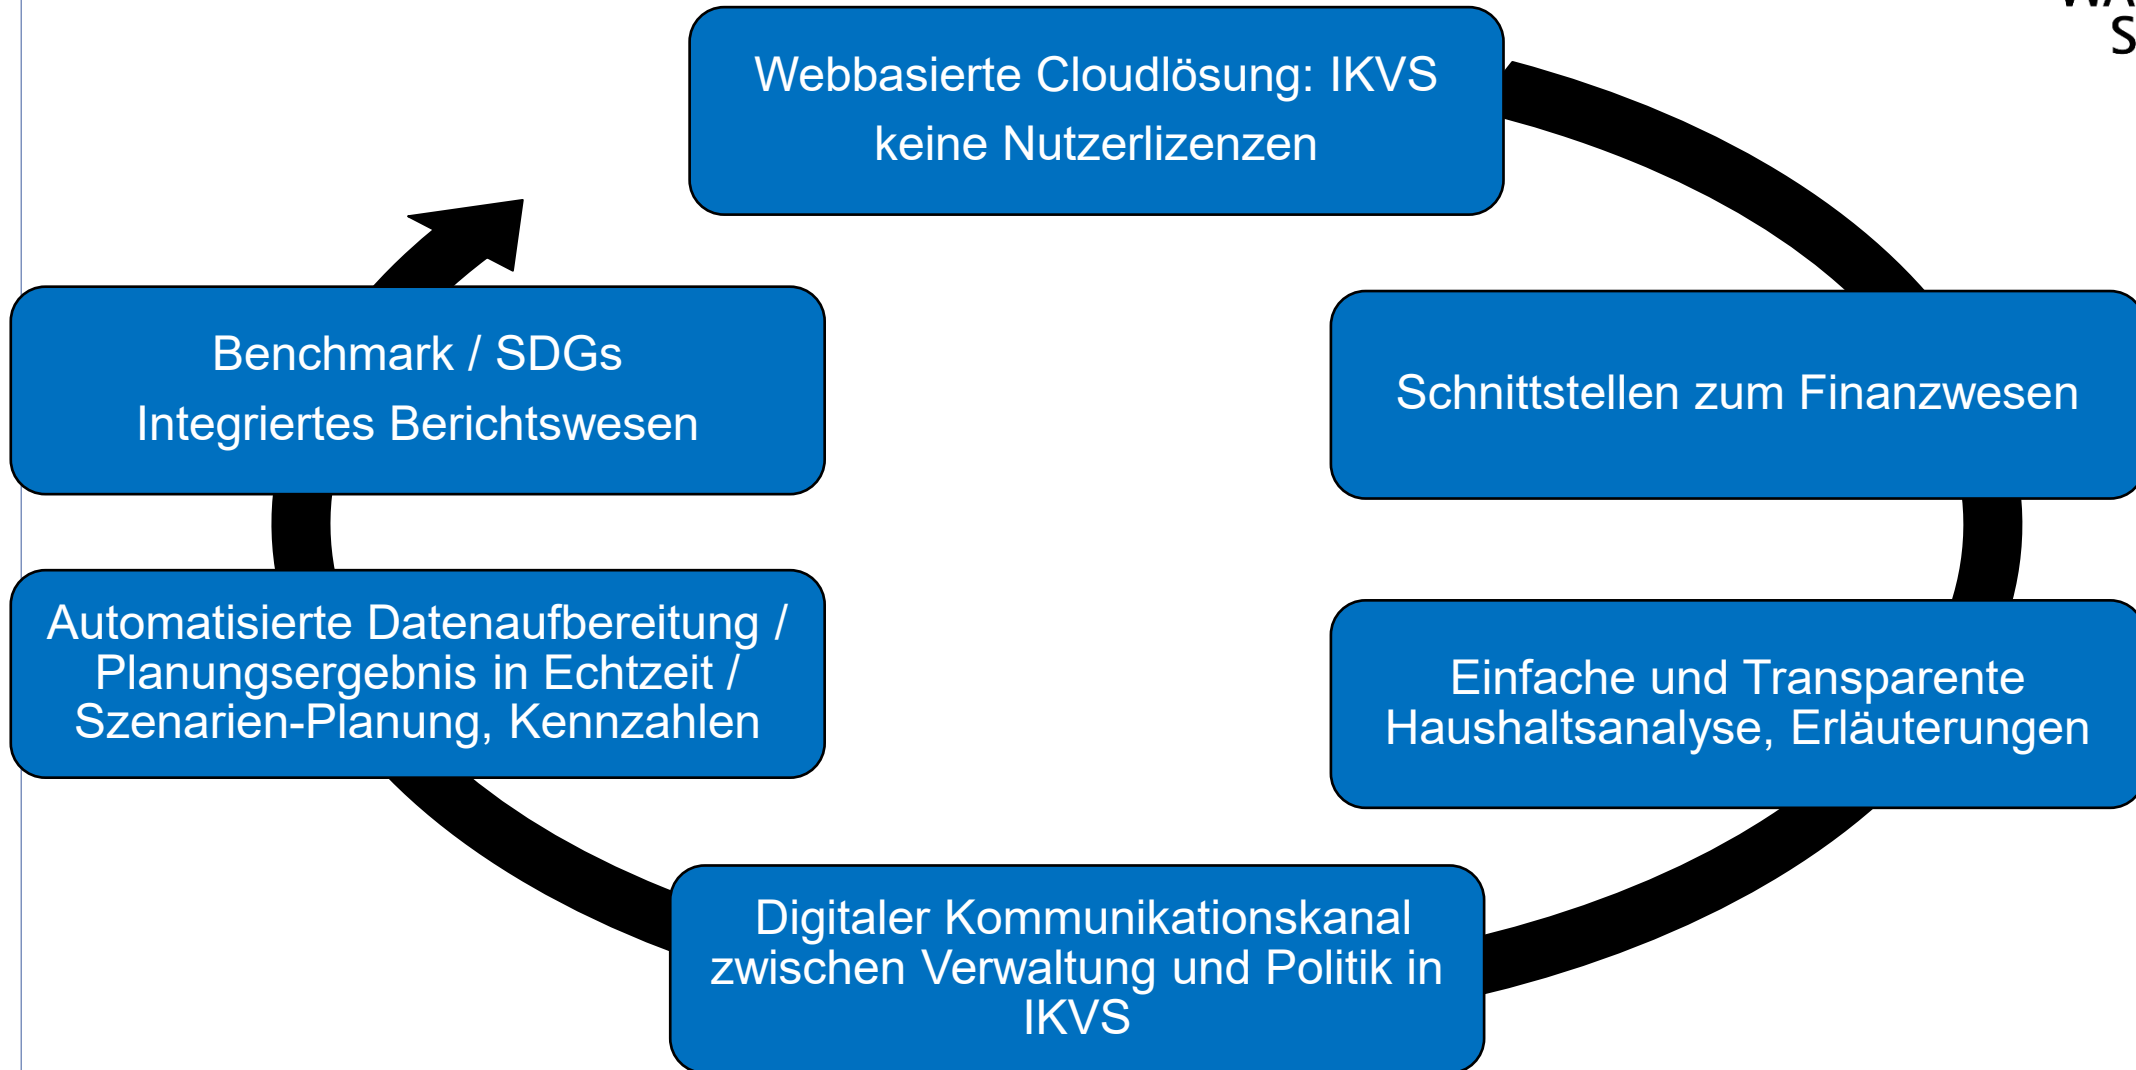 Webbasierte Cloudlösung: IKVS
keine Nutzerlizenzen
Schnittstellen zum Finanzwesen
Einfache und Transparente
Haushaltsanalyse, Erläuterungen
Digitaler Kommunikationskanal
zwischen Verwaltung und Politik in
IKVS
Automatisierte Datenaufbereitung /
Planungsergebnis in Echtzeit /
Szenarien-Planung, Kennzahlen
Benchmark / SDGs
Integriertes Berichtswesen